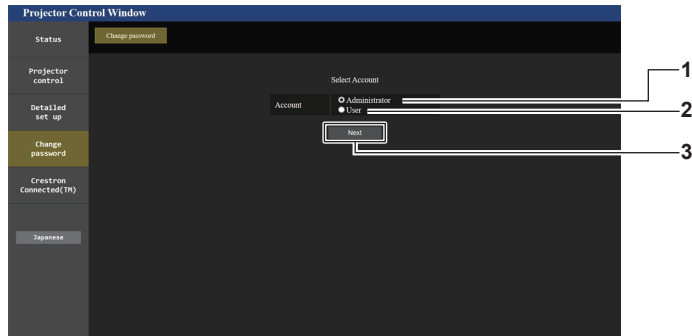 Projector Control Window
Status
Change password
Projector
control
Select Account
Account
Administrator
User
1
2
Detailed
set up
Next
3
Change
password
Crestron
Connected(TM)
Japanese